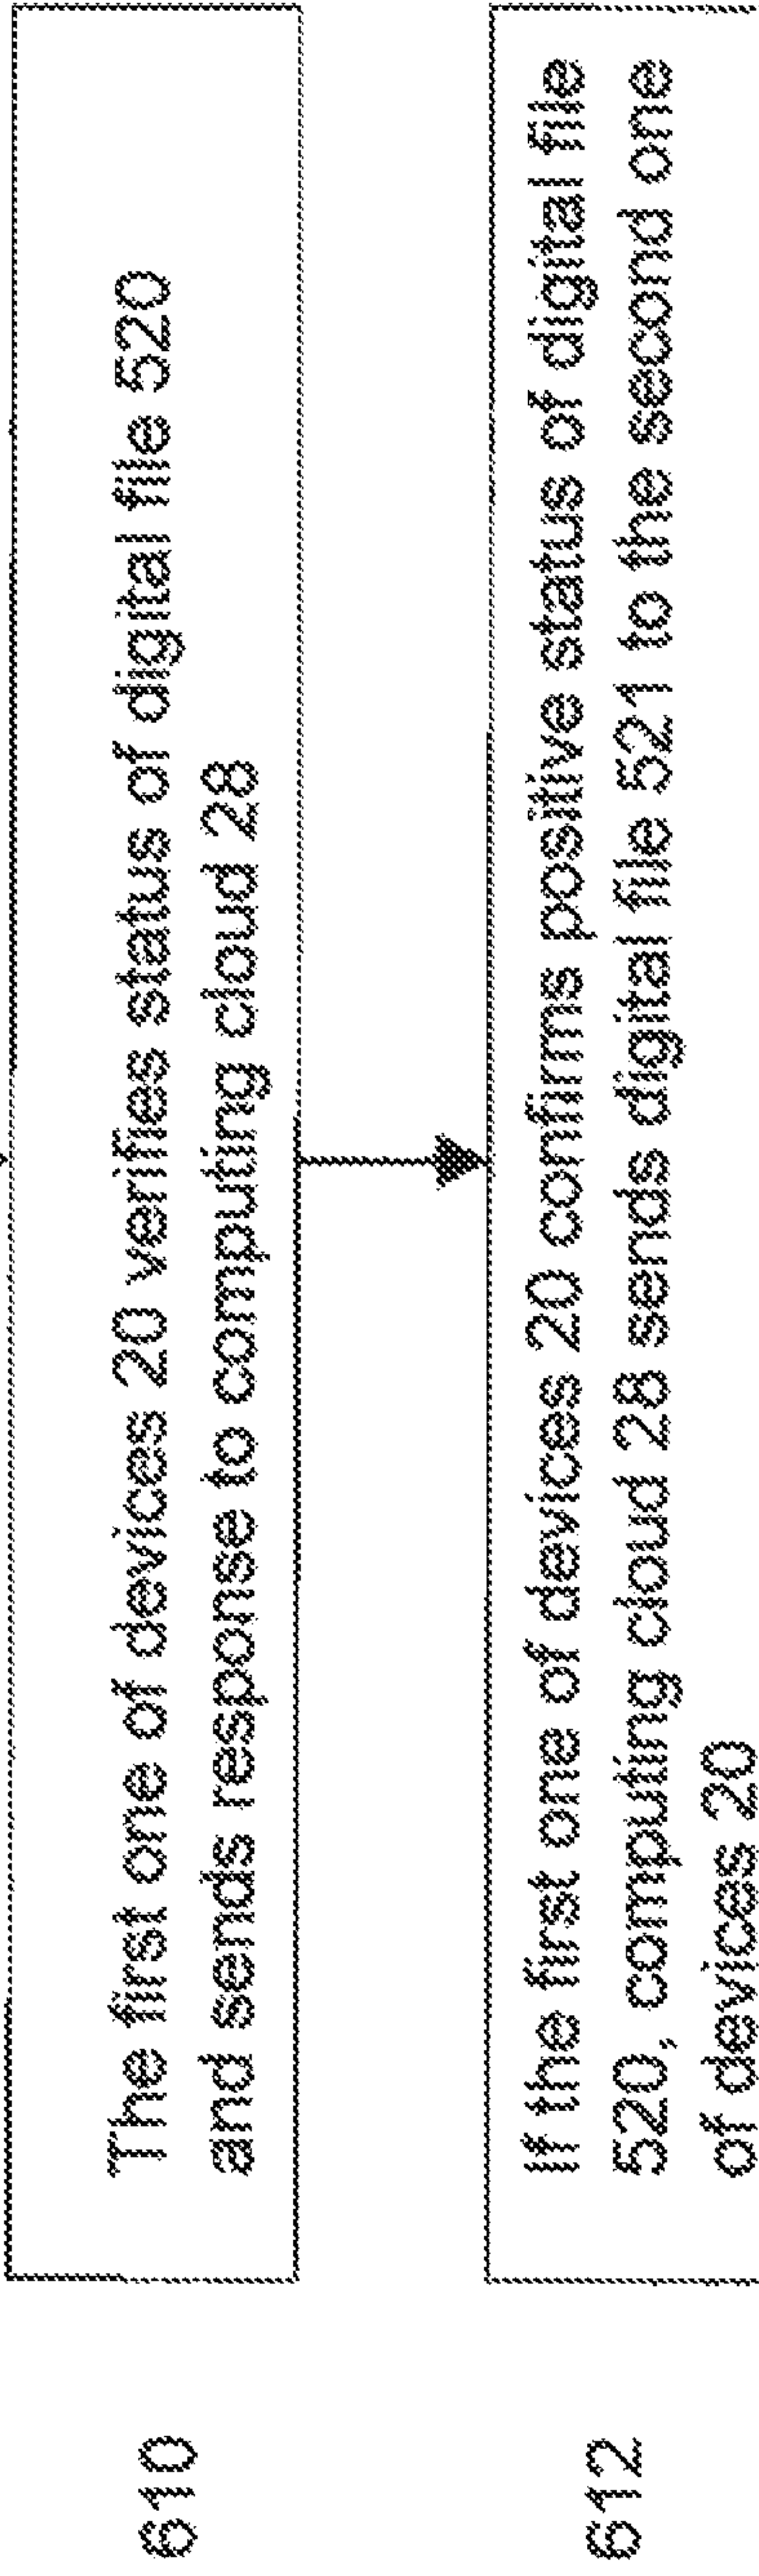 610
The first one of devices 20 verifies status of digital file 520
and sends response to computing cloud 28
612
If the first one of devices 20 confirms positive status of digital file
520, computing cloud 28 sends digital file 521 to the second one
of devices 20